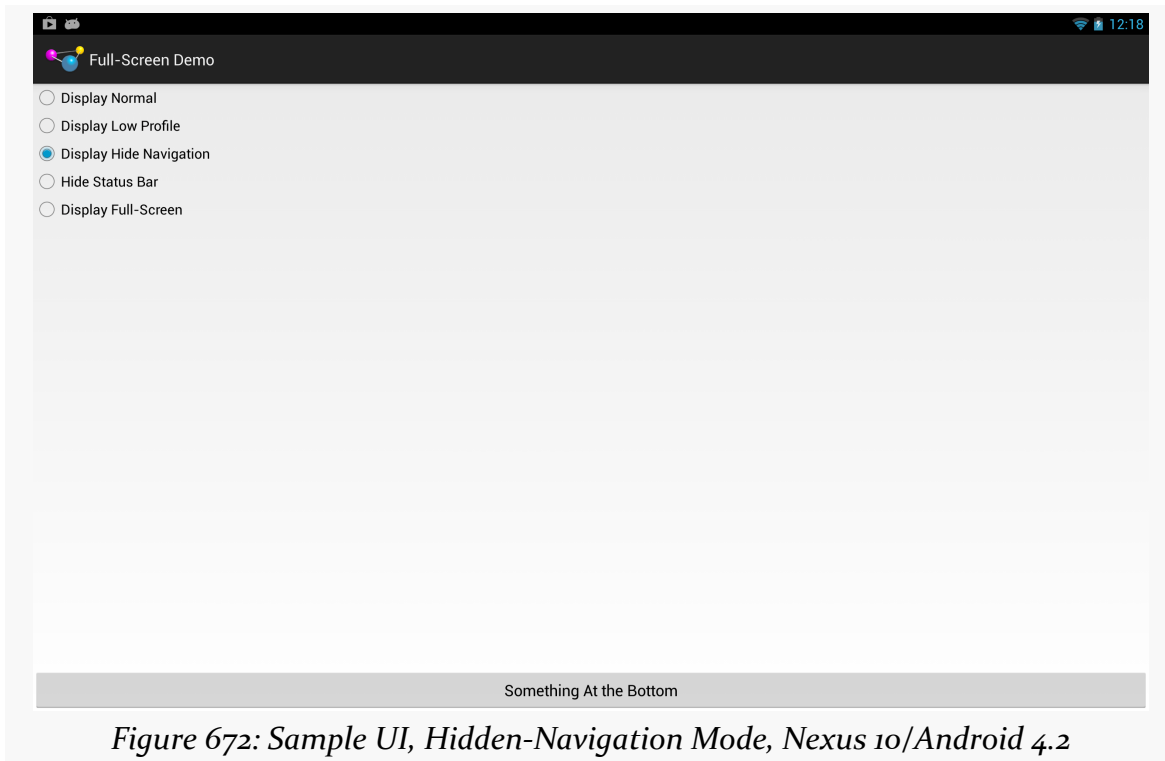 12:18
Full-Screen Demo
Display Normal
Display Low Profile
Display Hide Navigation
Hide Status Bar
Display Full-Screen
Something At the Bottom
Figure 672: Sample UI, Hidden-Navigation Mode, Nexus 10/Android 4.2